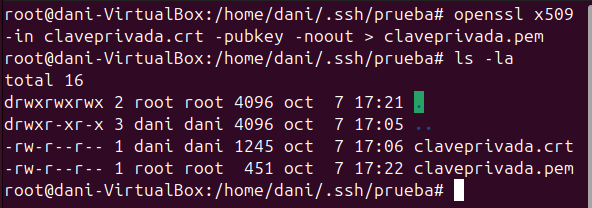 root@dani-VirtualBox:/home/dani/.ssh/prueba# openssl x509
-in claveprivada.crt -pubkey -noout > claveprivada.pem
root@dani-VirtualBox:/home/dani/.ssh/prueba# ls -la
total 16
drwxrwxrwx 2 root root 4096 oct  7 17:21 .
drwxr-xr-x 3 dani dani 4096 oct  7 17:05 ..
-rw-r--r-- 1 dani dani 1245 oct  7 17:06 claveprivada.crt
-rw-r--r-- 1 root root  451 oct  7 17:22 claveprivada.pem
root@dani-VirtualBox:/home/dani/.ssh/prueba#